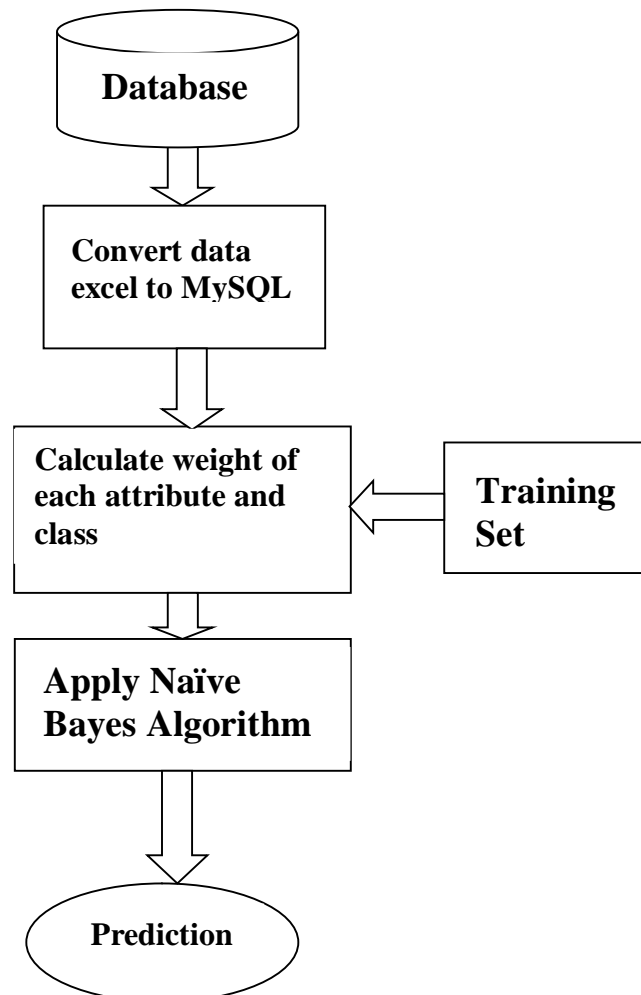 Database
Convert data
excel to MySQL
Calculate weight of
each attribute and
class
Training
Set
Apply Naïve
Bayes Algorithm
Prediction